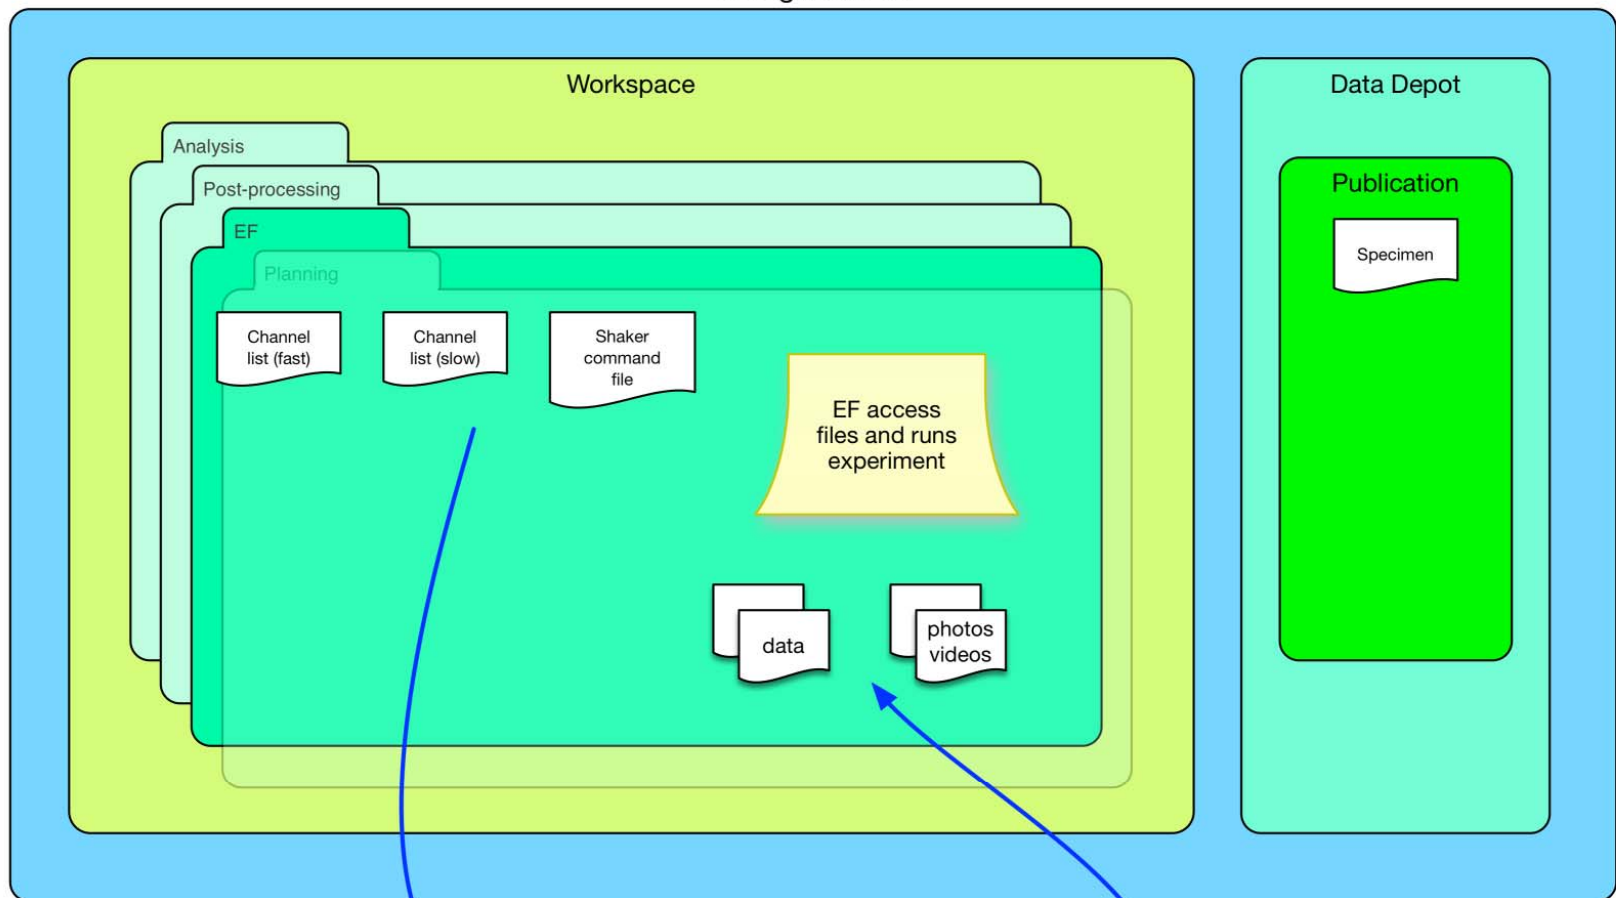 Workspace
Data Depot
Analysis
Post-processing
EF
Planning
Publication
Specimen
Channel
list (fast)
Channel
list (slow)
Shaker
command
file
EF access
files and runs
experiment
data
photos
videos